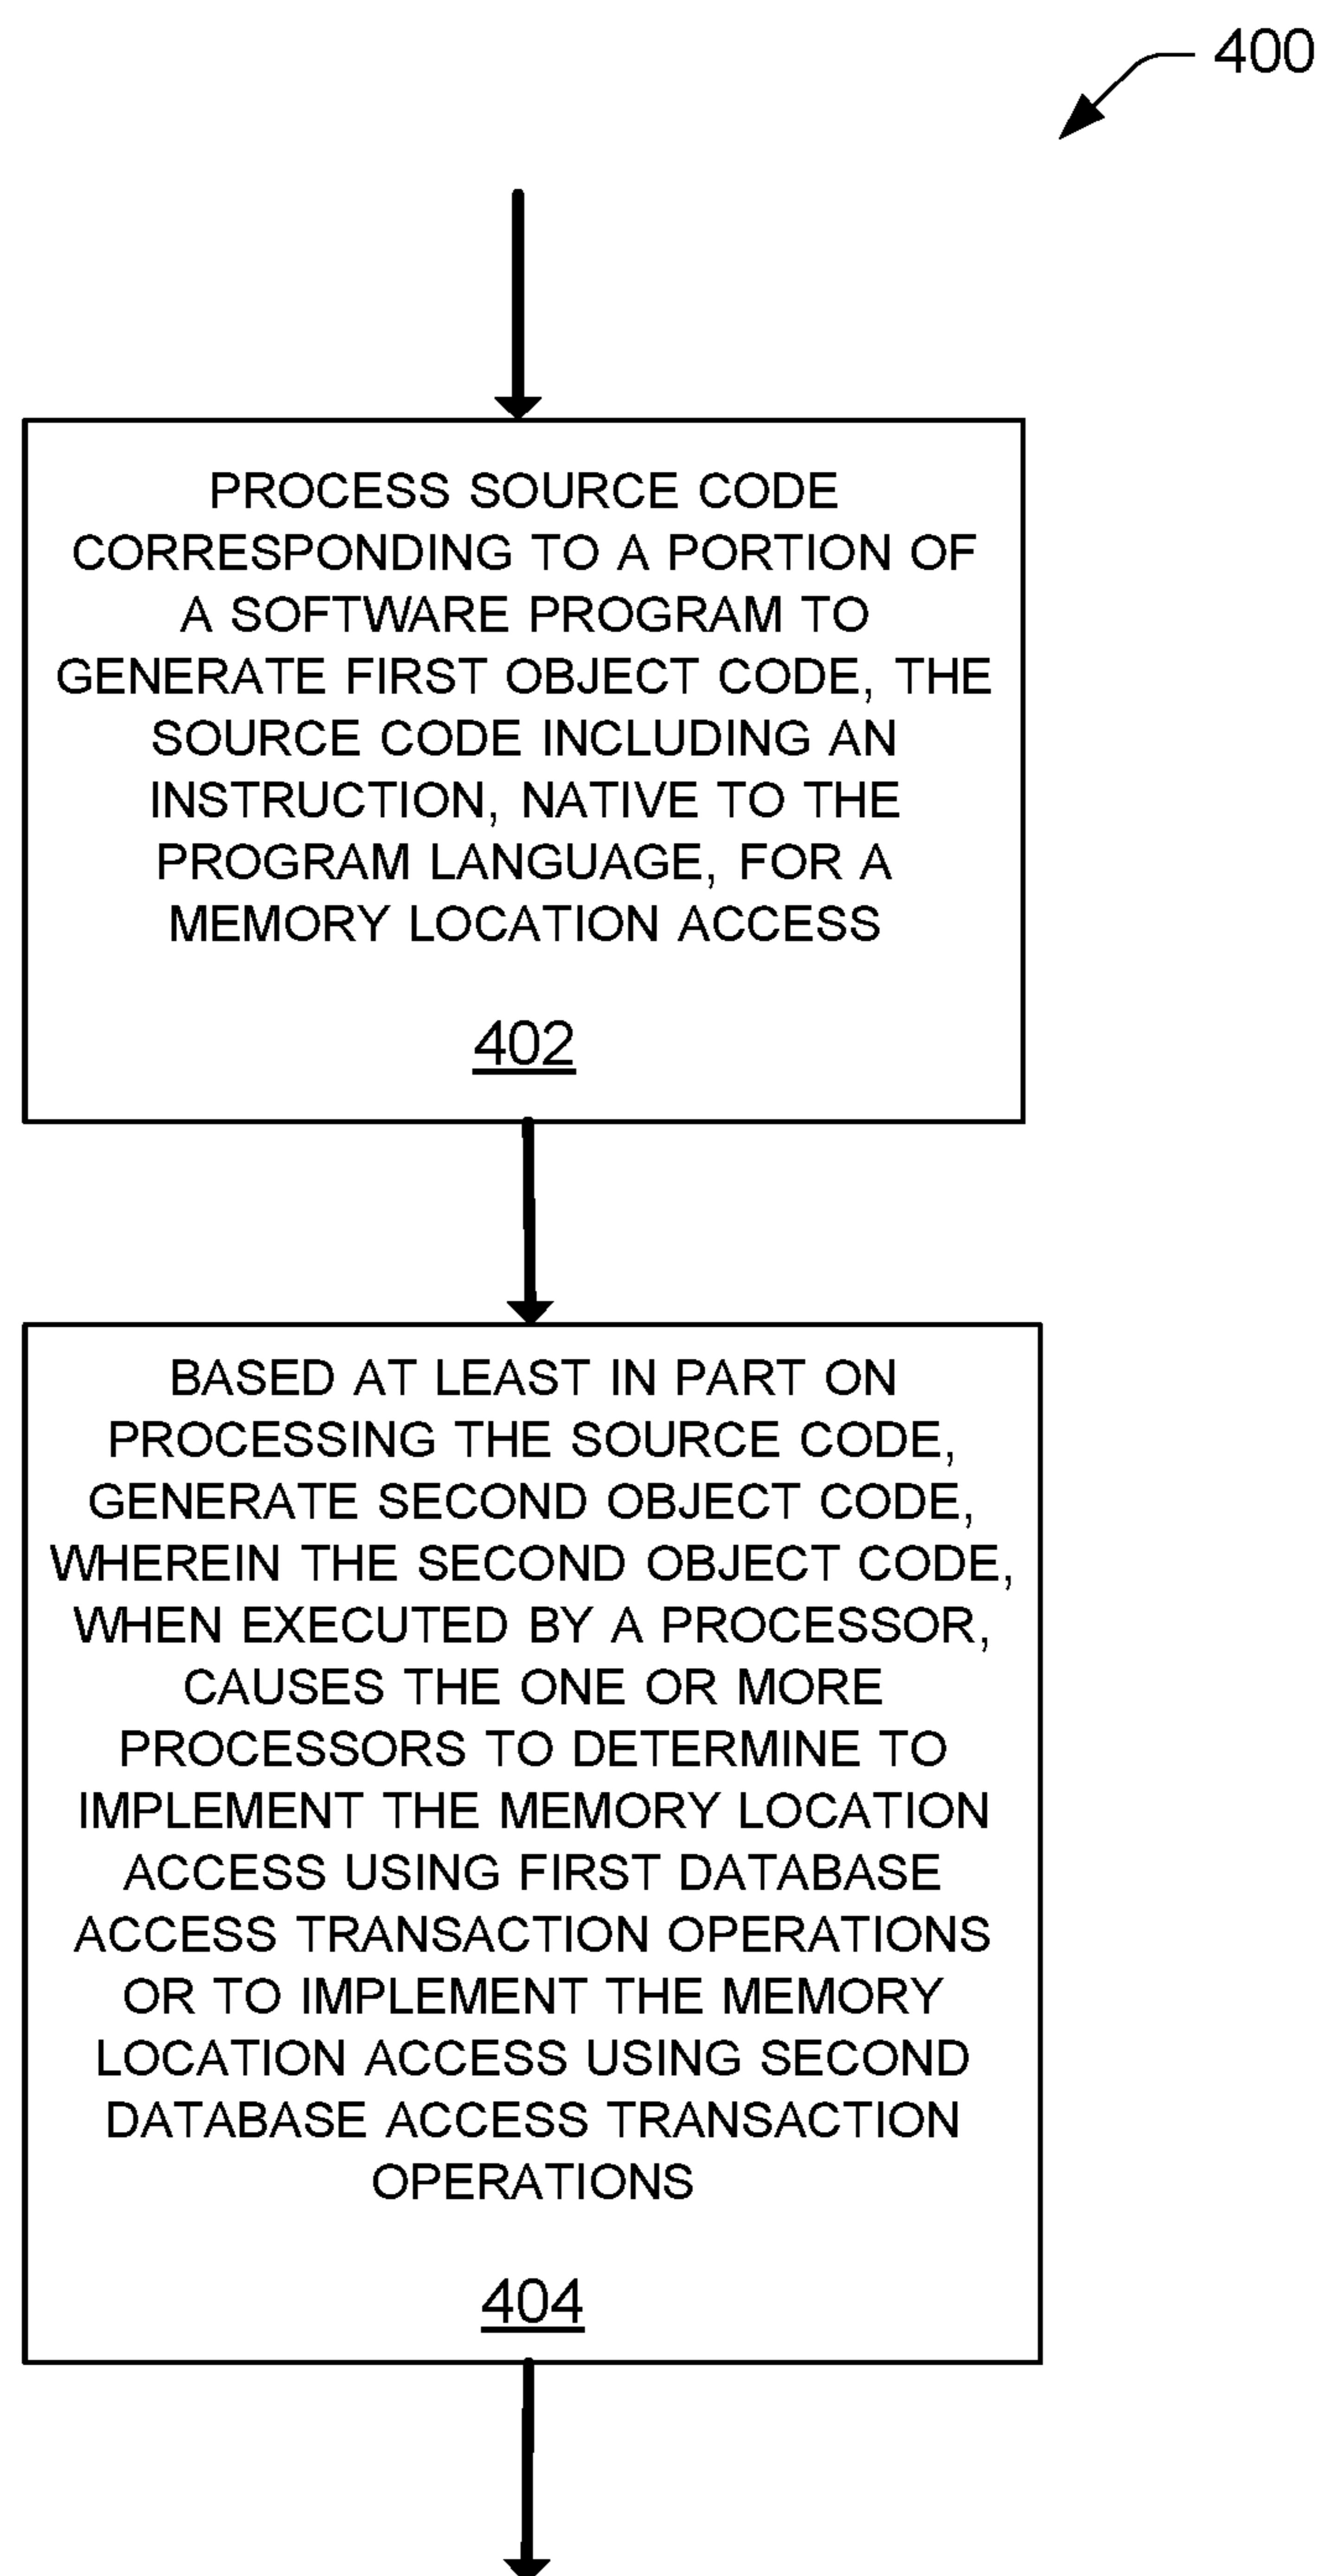 400
PROCESS SOURCE CODE
CORRESPONDING TO A PORTION OF
A SOFTWARE PROGRAM TO
GENERATE FIRST OBJECT CODE, THE
SOURCE CODE INCLUDING AN
INSTRUCTION, NATIVE TO THE
PROGRAM LANGUAGE, FOR A
MEMORY LOCATION ACCESS
402
BASED AT LEAST IN PART ON
PROCESSING THE SOURCE CODE,
GENERATE SECOND OBJECT CODE,
WHEREIN THE SECOND OBJECT CODE,
WHEN EXECUTED BY A PROCESSOR,
CAUSES THE ONE OR MORE
PROCESSORS TO DETERMINE TO
IMPLEMENT THE MEMORY LOCATION
ACCESS USING FIRST DATABASE
ACCESS TRANSACTION OPERATIONS
OR TO IMPLEMENT THE MEMORY
LOCATION ACCESS USING SECOND
DATABASE ACCESS TRANSACTION
OPERATIONS
404